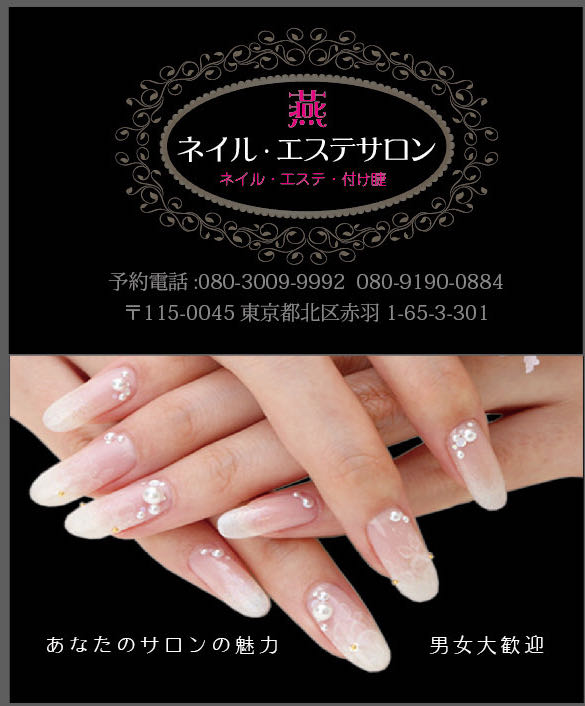 燕
ネイル・エステサロン
ネイル・エステ・付け睫
予約電話:080-3009-9992 080-9190-0884
〒115-0045 東京都北区赤羽 1-65-3-301
あなたのサロンの魅力
男女大歓迎